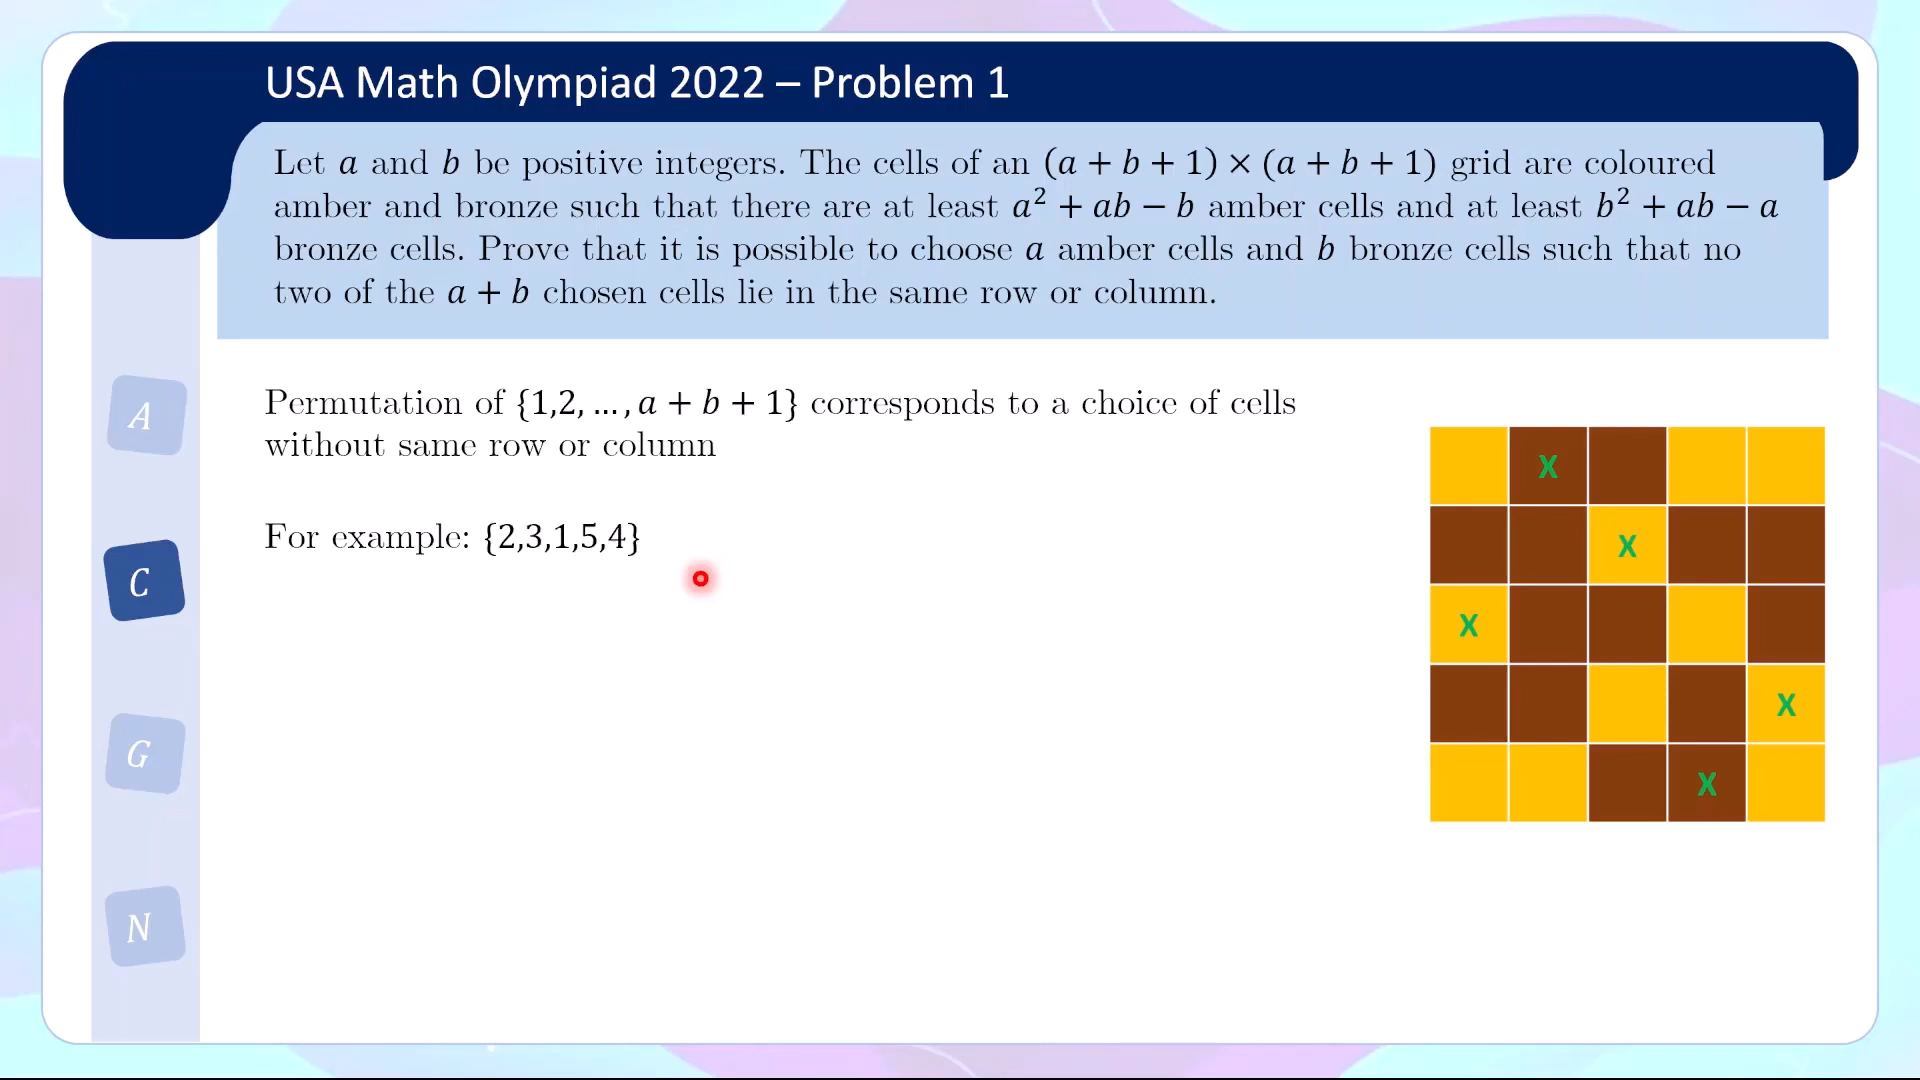 USA Math Olympiad 2022 – Problem 1
Let a and b be positive integers. The cells of an (a + b + 1) × (a + b + 1) grid are coloured
amber and bronze such that there are at least a² + ab − b amber cells and at least b² + ab − a
bronze cells. Prove that it is possible to choose a amber cells and b bronze cells such that no
two of the a + b chosen cells lie in the same row or column.
A
C
G
N
Permutation of {1,2, … , a + b + 1} corresponds to a choice of cells
without same row or column
For example: {2,3,1,5,4}
X
X
X
X
X